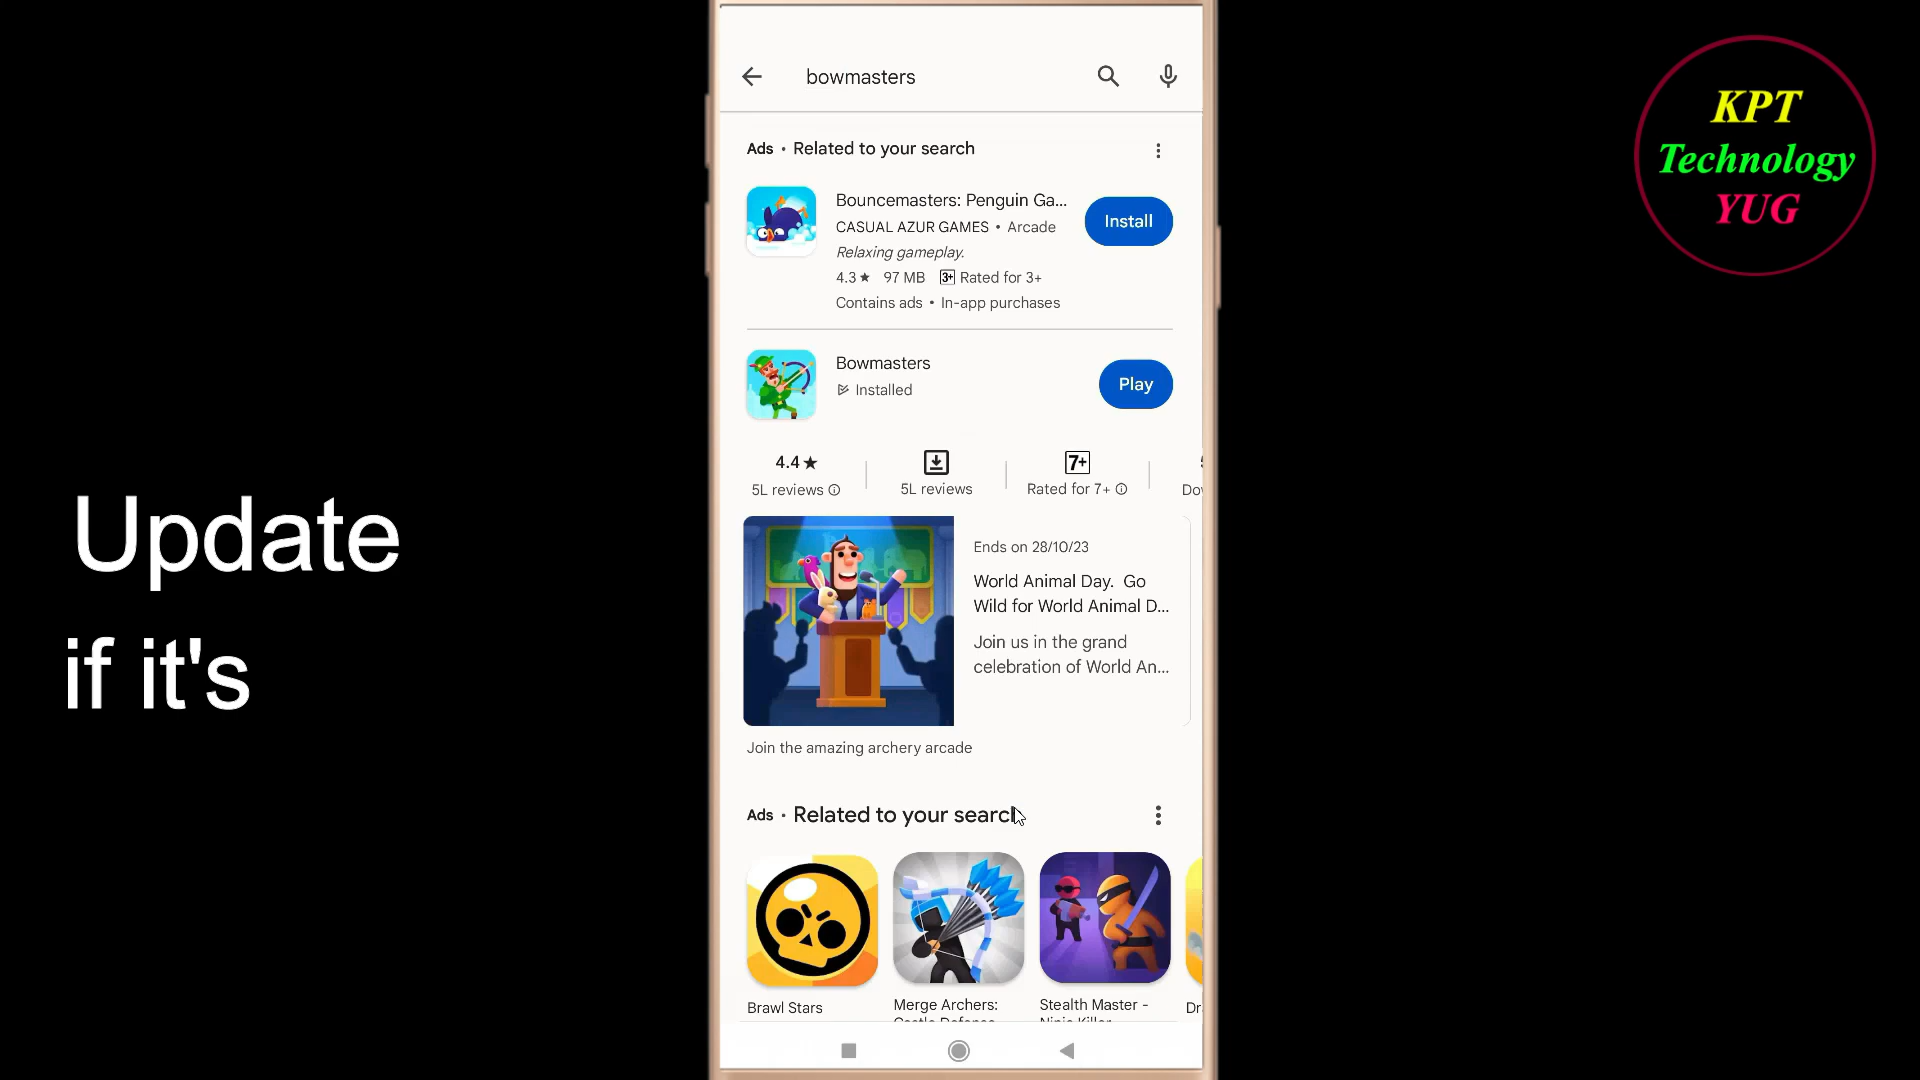 bowmasters
Ads • Related to your search
Bouncemasters: Penguin Ga...
CASUAL AZUR GAMES • Arcade
Relaxing gameplay.
4.3★ 97 MB 3+ Rated for 3+
Contains ads • In-app purchases
Install
Bowmasters
Installed
Play
4.4★
5L reviews
5L reviews
7+
Rated for 7+
Ends on 28/10/23
World Animal Day. Go
Wild for World Animal D...
Join us in the grand
celebration of World An...
Join the amazing archery arcade
Ads • Related to your search
Brawl Stars
Merge Archers:
Stealth Master -
Update
if it's
KPT
Technology
YUG